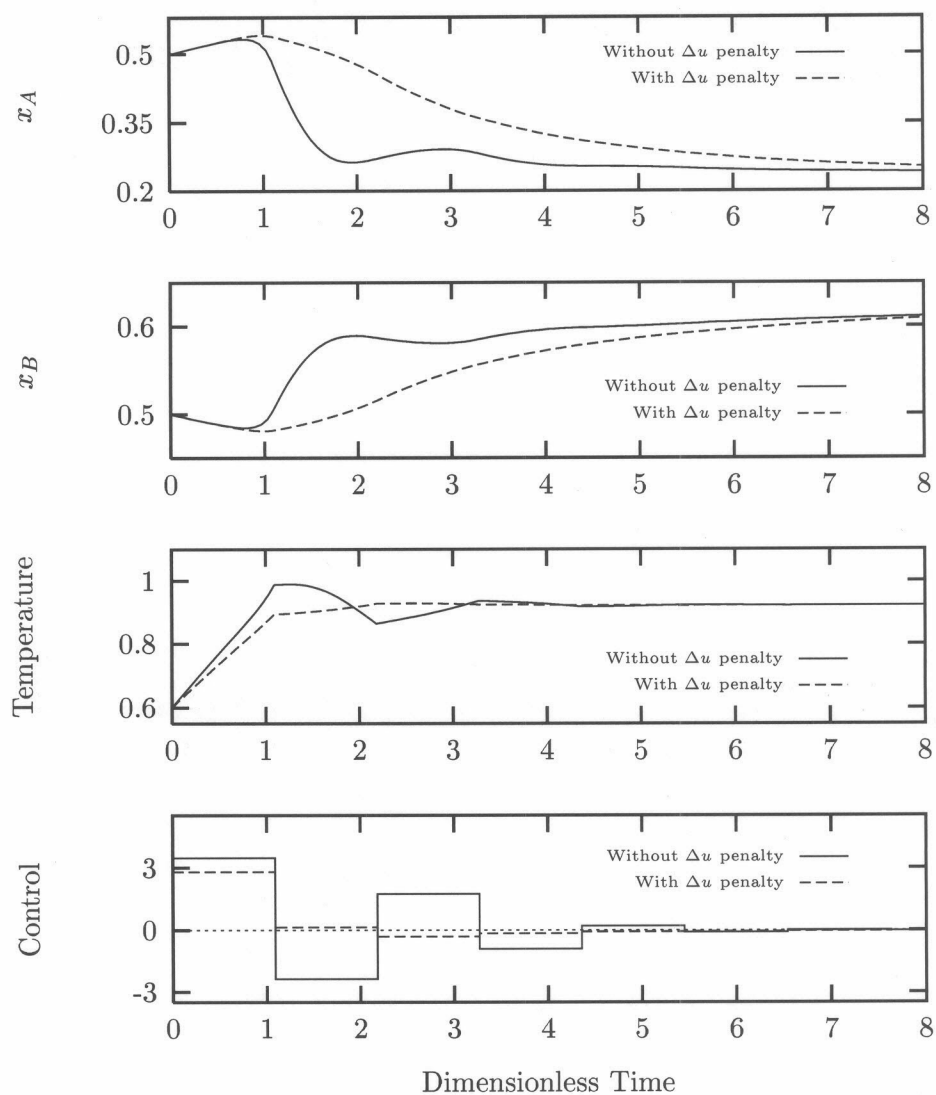 x_A
0.5
0.35
0.2
Without Δu penalty
With Δu penalty
0 1 2 3 4 5 6 7 8
x_B
0.6
0.5
Without Δu penalty
With Δu penalty
0 1 2 3 4 5 6 7 8
Temperature
1
0.8
0.6
Without Δu penalty
With Δu penalty
0 1 2 3 4 5 6 7 8
Control
3
0
-3
Without Δu penalty
With Δu penalty
0 1 2 3 4 5 6 7 8
Dimensionless Time